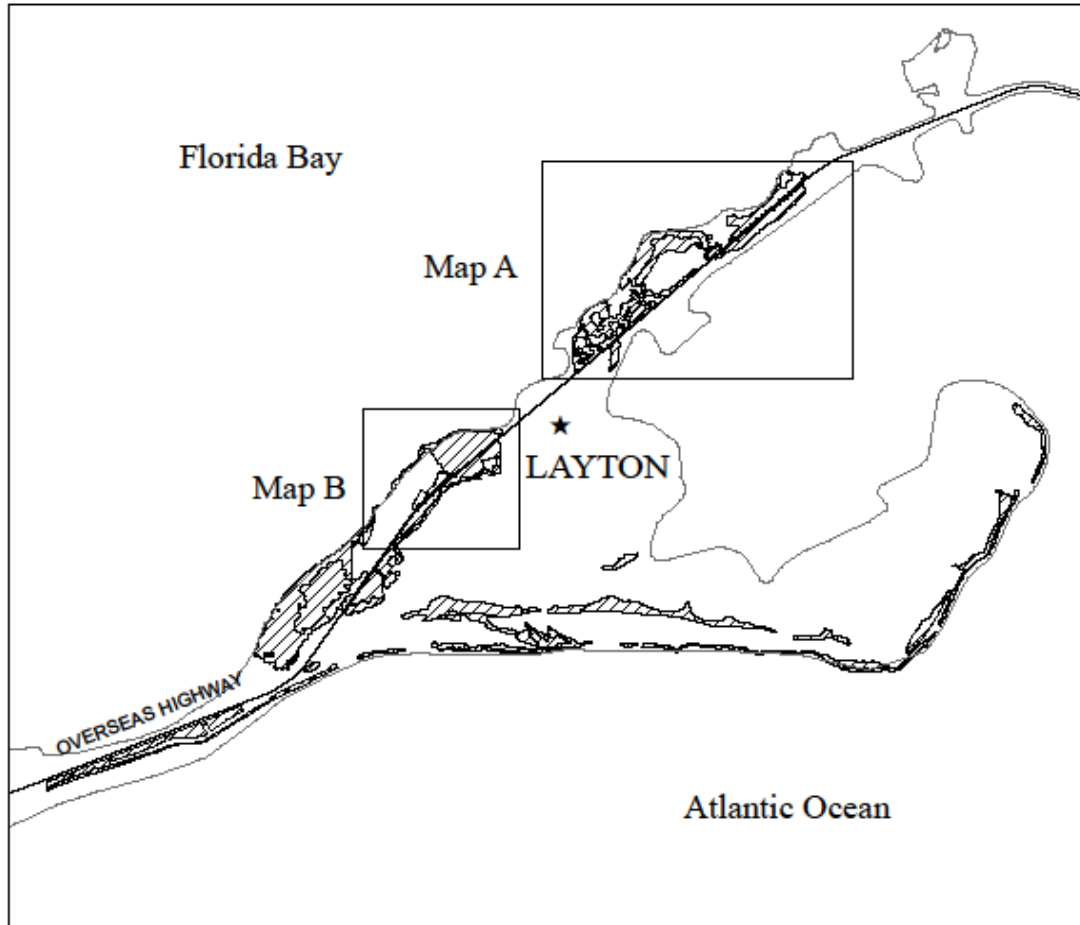 Florida Bay
Map A
Map B
LAYTON
OVERSEAS HIGHWAY
Atlantic Ocean